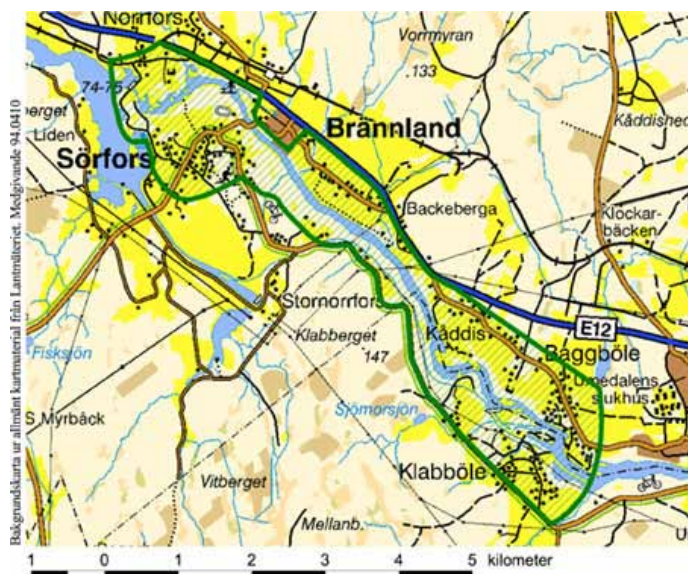 Norrfors
Vorrmyran
.133
74-75
berget
Liden
Brännland
Kåddished
Sörfors
Backeberga
Klockar-
bäcken
Stornorrfors
Klabberget
147
E12
Kåddis
Baggböle
Umedalens
sjukhus
Fisksjön
Sjömorsjön
S Myrbäck
Klabböle
Vitberget
Mellanb.
U
1 0 1 2 3 4 5 kilometer
Bakgrundskarta ur allmänt kartmaterial från Lantmäteriet. Medgivande 94.0410